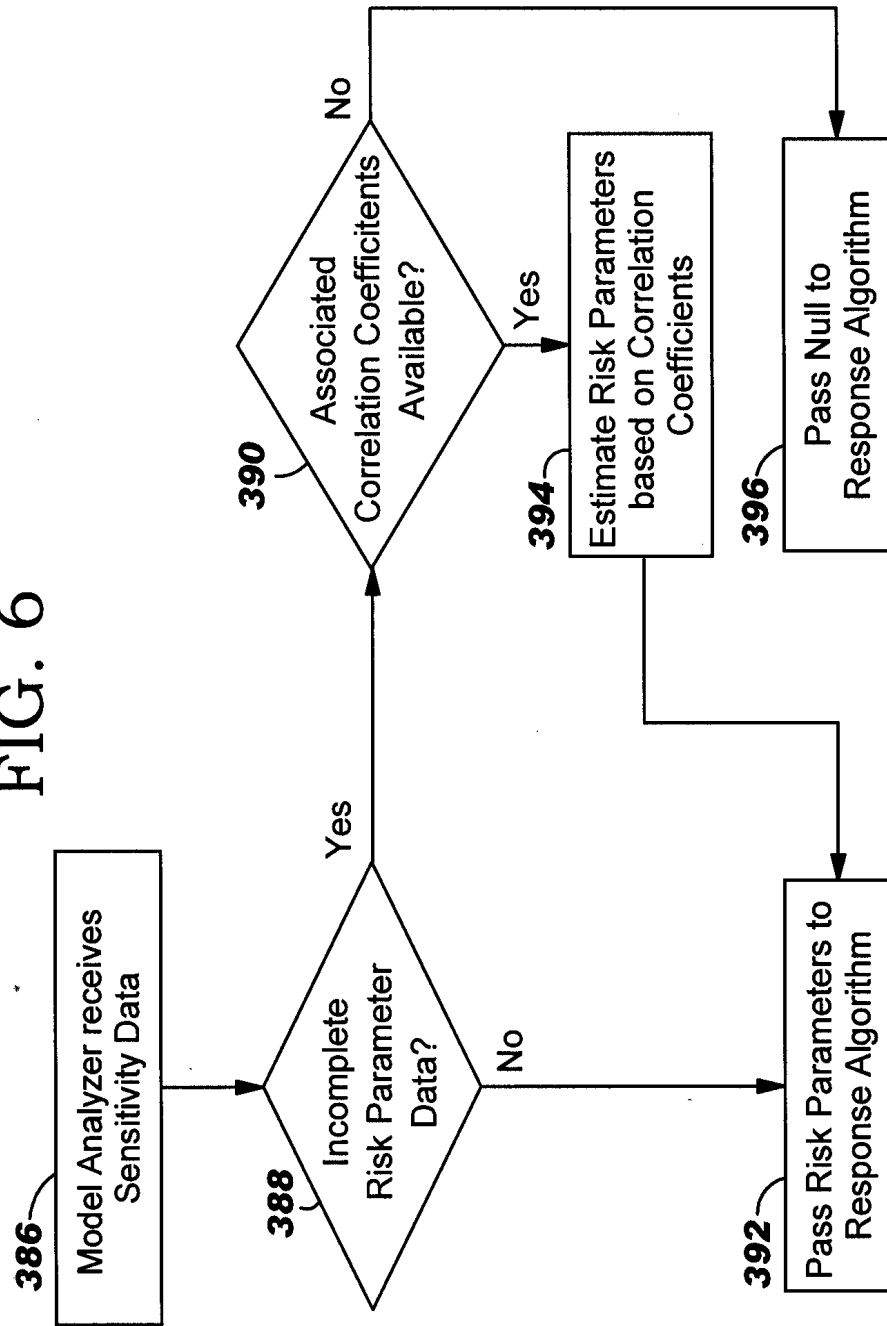 FIG. 6
386
Model Analyzer receives
Sensitivity Data
388
Incomplete
Risk Parameter
Data?
Yes
No
390
Associated
Correlation Coefficitents
Available?
No
Yes
394
Estimate Risk Parameters
based on Correlation
Coefficients
392
Pass Risk Parameters to
Response Algorithm
396
Pass Null to
Response Algorithm